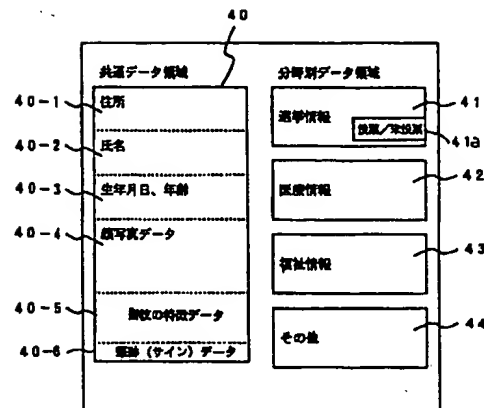 40
共通データ領域
分野別データ領域
40-1
住所
40-2
氏名
40-3
生年月日、年齢
40-4
顔写真データ
40-5
指紋の特徴データ
40-6
筆跡（サイン）データ
選挙情報
41
投票／未投票
41a
医療情報
42
福祉情報
43
その他
44